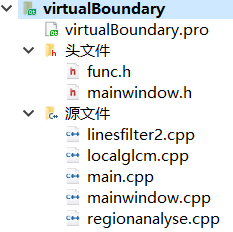 virtualBoundary
virtualBoundary.pro
头文件
func.h
mainwindow.h
源文件
linesfilter2.cpp
localglcm.cpp
main.cpp
mainwindow.cpp
regionanalyse.cpp